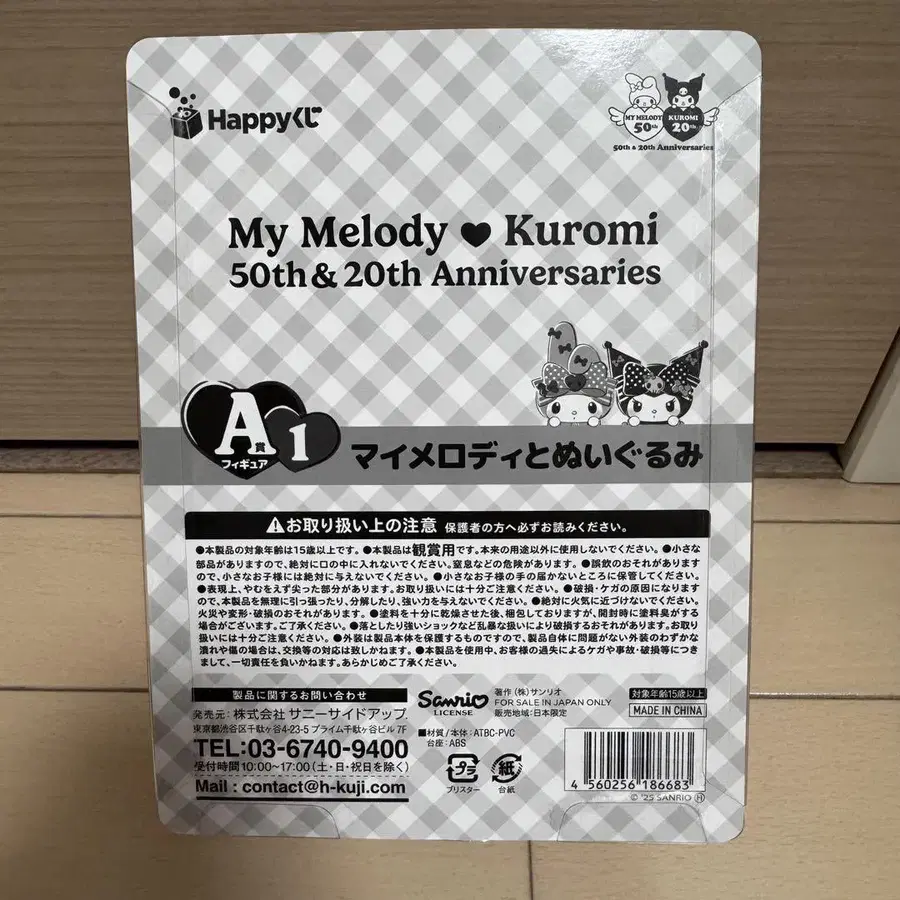 Happyくじ
MY MELODY 50th
KUROMI 20th
50th & 20th Anniversaries
My Melody ♥ Kuromi
50th & 20th Anniversaries
A賞
フィギュア
1
マイメロディとぬいぐるみ
お取り扱い上の注意 保護者の方へ必ずお読みください。
●本製品の対象年齢は15歳以上です。●本製品は観賞用です。本来の用途以外に使用しないでください。●小さな
部品がありますので、絶対に口の中に入れないでください。窒息などの危険があります。●誤飲のおそれがあります
ので、小さなお子様には絶対に与えないでください。●小さなお子様の手の届かないところに保管してください。
●表現上、やむをえず尖った部分があります。お取り扱いには十分ご注意ください。●破損・ケガの原因になります
ので、本製品を無理に引っ張ったり、分解したり、強い力を与えないでください。●絶対に火気に近づけないでください。
火災や変形・破損のおそれがあります。●塗料を十分に乾燥させた後、梱包しておりますが、開封時に塗料臭がする
場合がございます。ご了承ください。●落としたり強いショックなど乱暴な扱いにより破損するおそれがあります。お取り
扱いには十分ご注意ください。●外装は製品本体を保護するものですので、製品自体に問題がない外装のわずかな
潰れや傷の場合は、交換等の対応は致しかねます。●本製品を使用中、お客様の過失によるケガや事故・破損等につき
まして、一切責任を負いかねます。あらかじめご了承ください。
製品に関するお問い合わせ
発売元：株式会社 サニーサイドアップ
東京都渋谷区千駄ヶ谷4-23-5 プライム千駄ヶ谷ビル 7F
TEL:03-6740-9400
受付時間10:00〜17:00（土・日・祝日を除く）
Mail : contact@h-kuji.com
Sanrio
LICENSE
著作（株）サンリオ
FOR SALE IN JAPAN ONLY
販売地域：日本限定
■材質/本体：ATBC-PVC
台座：ABS
プラ
ブリスター
紙
台紙
対象年齢15歳以上
MADE IN CHINA
4 560256 186683
© '25 SANRIO Ⓗ